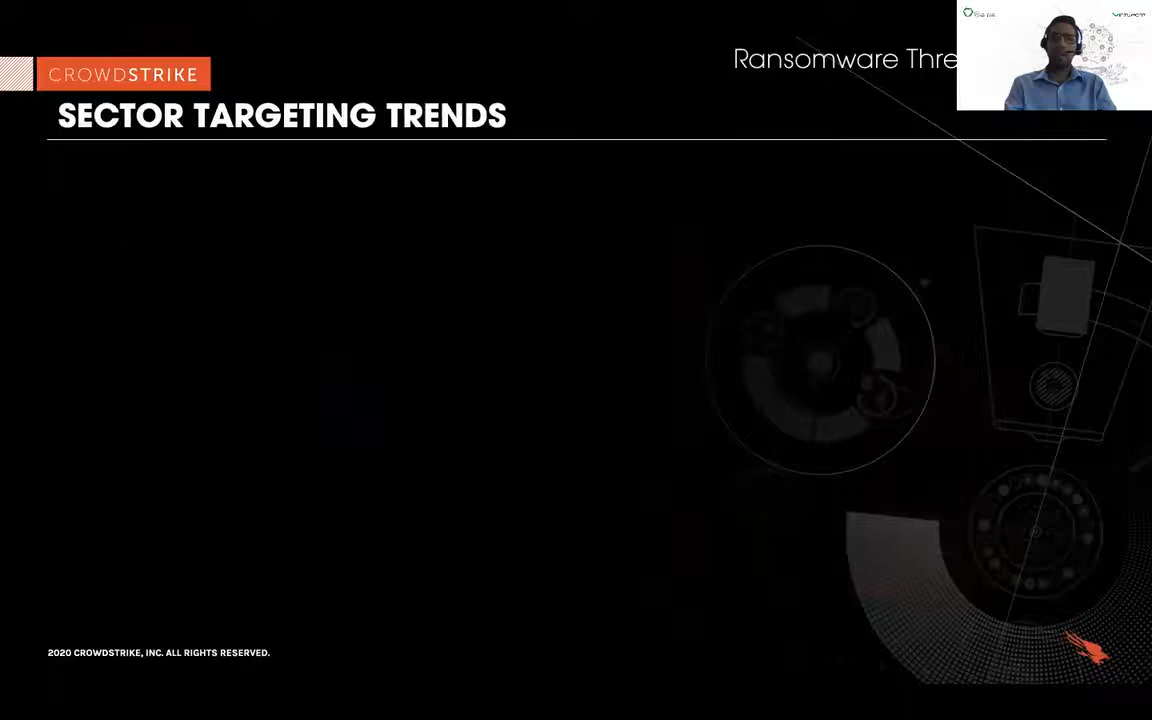 Ransomware Thre
CROWDSTRIKE
SECTOR TARGETING TRENDS
2020 CROWDSTRIKE, INC. ALL RIGHTS RESERVED.